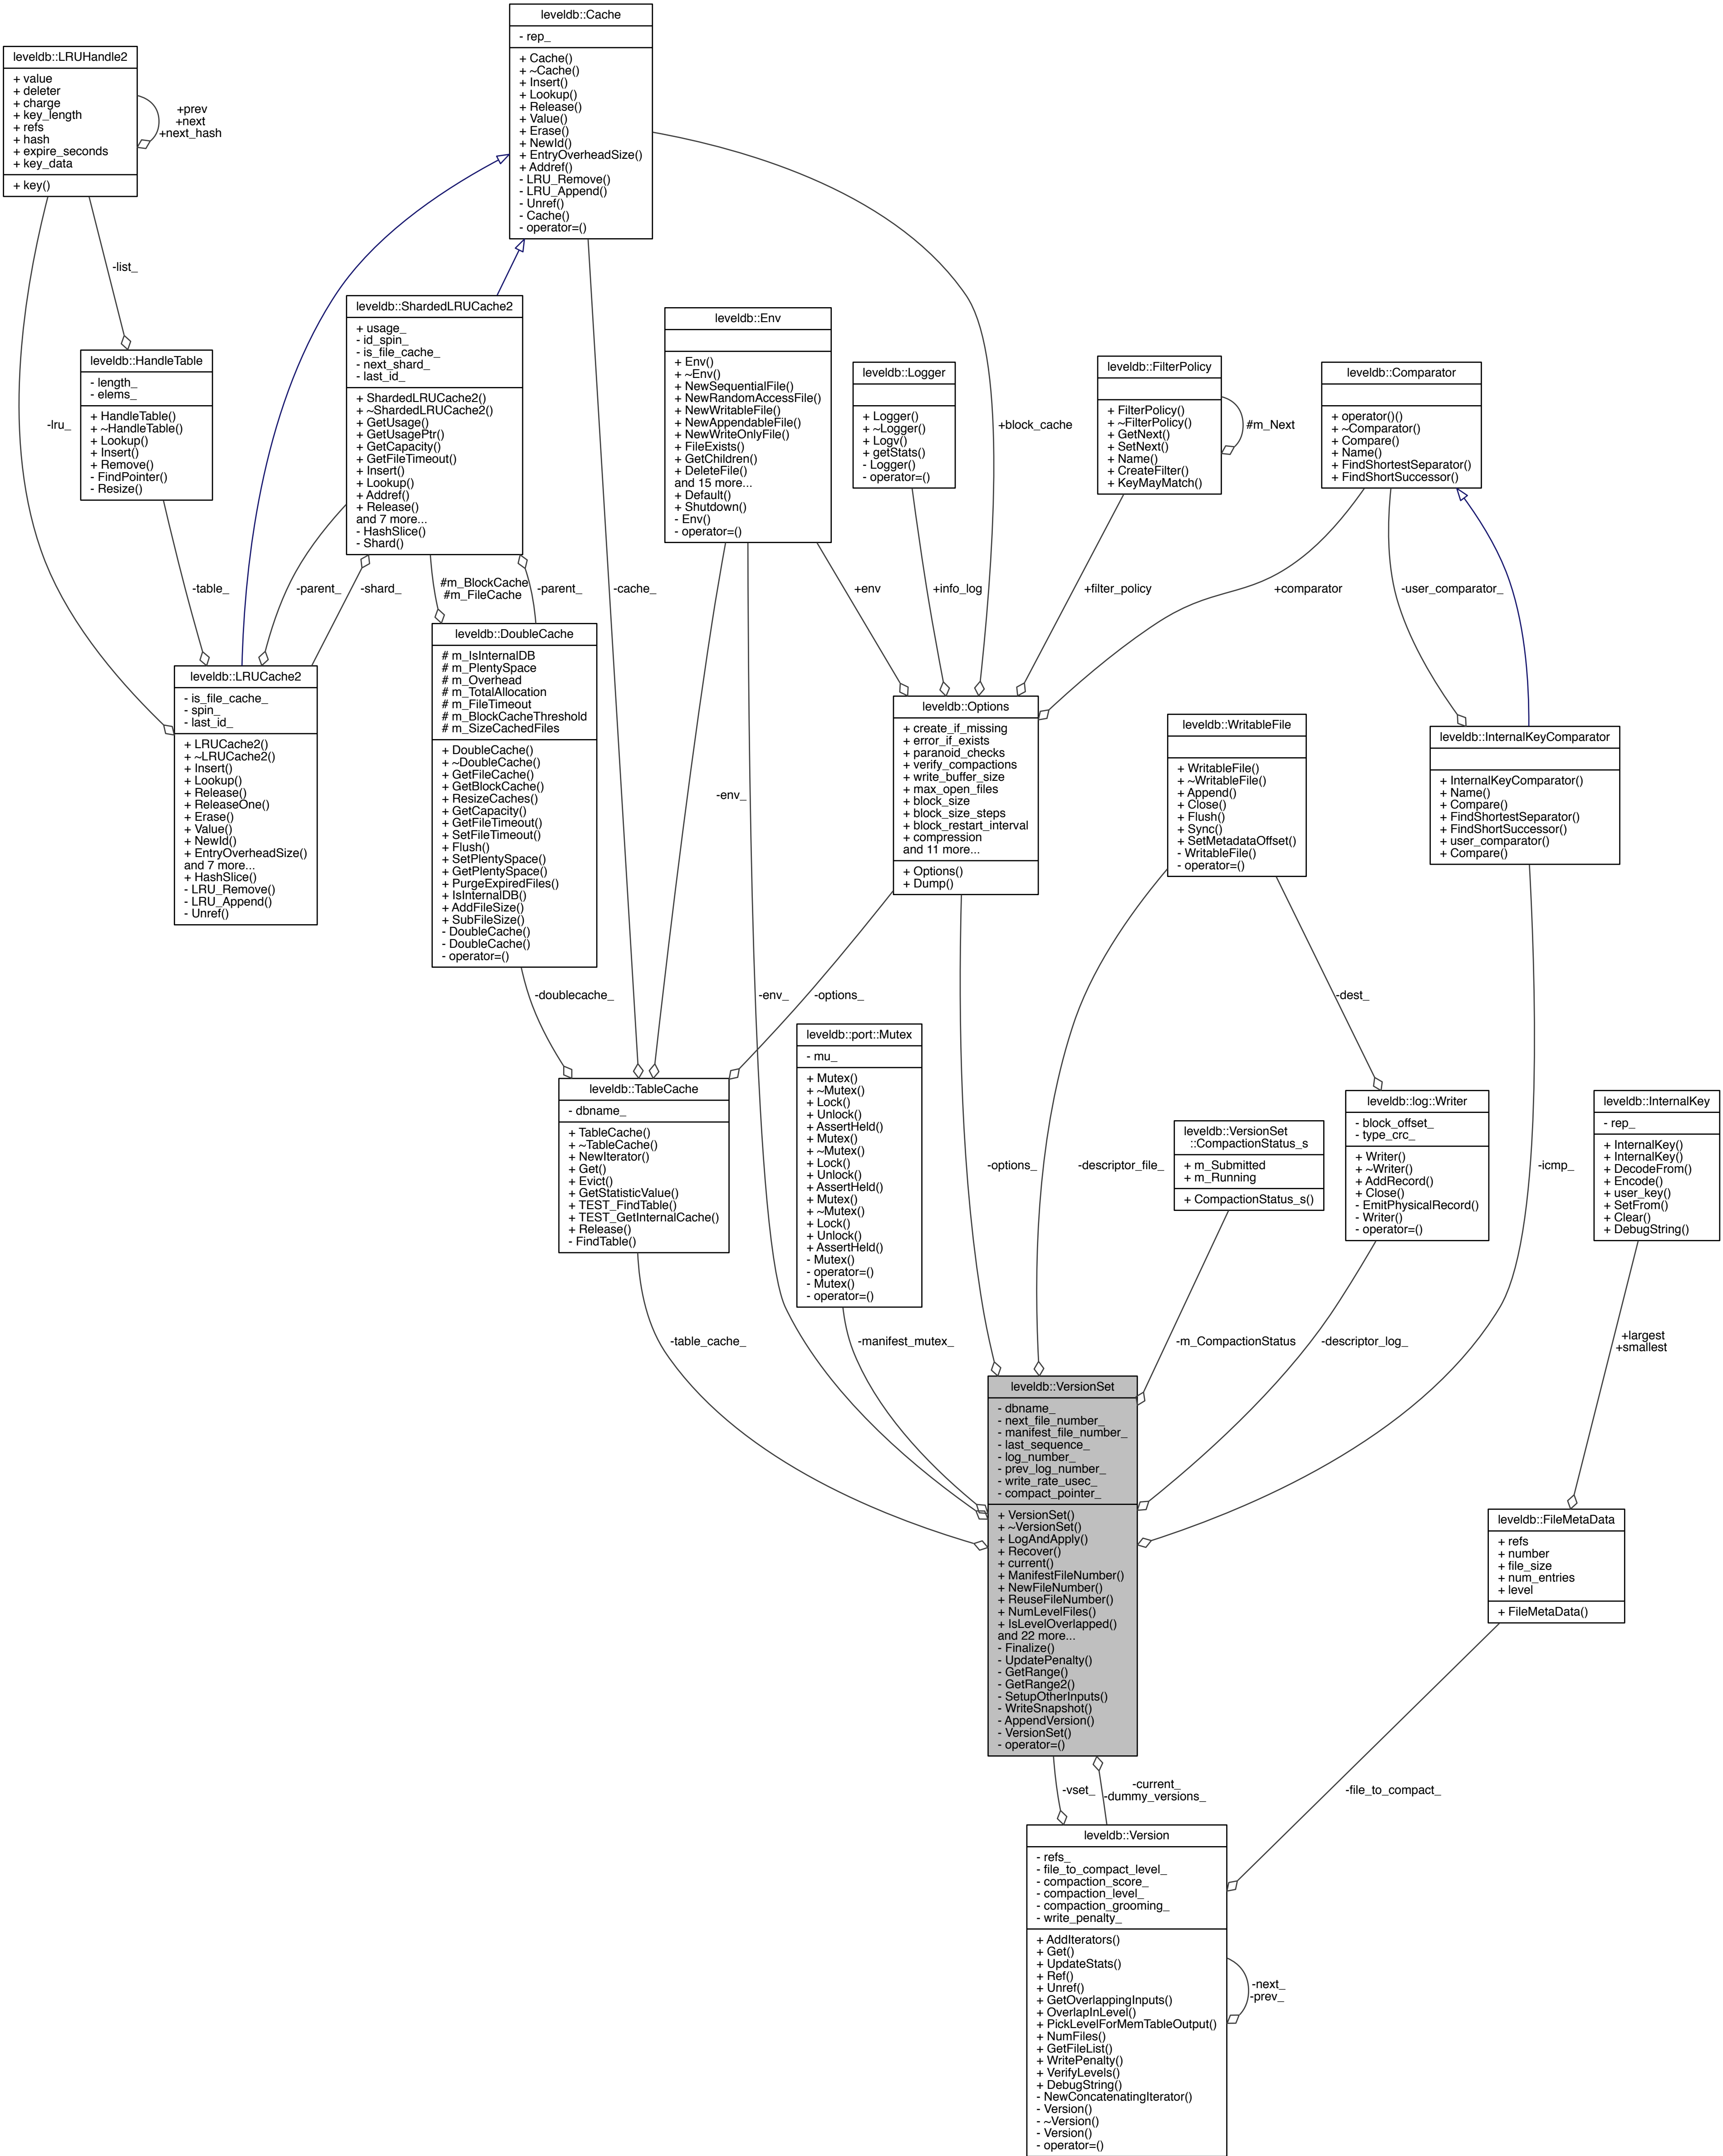 leveldb::Cache
- rep_
+ Cache()
+ ~Cache()
+ Insert()
+ Lookup()
+ Release()
+ Value()
+ Erase()
+ NewId()
+ EntryOverheadSize()
+ Addref()
- LRU_Remove()
- LRU_Append()
- Unref()
- Cache()
- operator=()
leveldb::LRUHandle2
+ value
+ deleter
+ charge
+ key_length
+ refs
+ hash
+ expire_seconds
+ key_data
+ key()
+prev
+next
+next_hash
-list_
-lru_
leveldb::HandleTable
- length_
- elems_
+ HandleTable()
+ ~HandleTable()
+ Lookup()
+ Insert()
+ Remove()
- FindPointer()
- Resize()
leveldb::ShardedLRUCache2
+ usage_
- id_spin_
- is_file_cache_
- next_shard_
- last_id_
+ ShardedLRUCache2()
+ ~ShardedLRUCache2()
+ GetUsage()
+ GetUsagePtr()
+ GetCapacity()
+ GetFileTimeout()
+ Insert()
+ Lookup()
+ Addref()
+ Release()
and 7 more...
- HashSlice()
- Shard()
leveldb::Env
+ Env()
+ ~Env()
+ NewSequentialFile()
+ NewRandomAccessFile()
+ NewWritableFile()
+ NewAppendableFile()
+ NewWriteOnlyFile()
+ FileExists()
+ GetChildren()
+ DeleteFile()
and 15 more...
+ Default()
+ Shutdown()
- Env()
- operator=()
leveldb::Logger
+ Logger()
+ ~Logger()
+ Logv()
+ getStats()
- Logger()
- operator=()
+block_cache
leveldb::FilterPolicy
+ FilterPolicy()
+ ~FilterPolicy()
+ GetNext()
+ SetNext()
+ Name()
+ CreateFilter()
+ KeyMayMatch()
#m_Next
leveldb::Comparator
+ operator()()
+ ~Comparator()
+ Compare()
+ Name()
+ FindShortestSeparator()
+ FindShortSuccessor()
-table_
-parent_
-shard_
#m_BlockCache
#m_FileCache
-parent_
-cache_
+env
+info_log
+filter_policy
+comparator
-user_comparator_
leveldb::LRUCache2
- is_file_cache_
- spin_
- last_id_
+ LRUCache2()
+ ~LRUCache2()
+ Insert()
+ Lookup()
+ Release()
+ ReleaseOne()
+ Erase()
+ Value()
+ NewId()
+ EntryOverheadSize()
and 7 more...
+ HashSlice()
- LRU_Remove()
- LRU_Append()
- Unref()
leveldb::DoubleCache
# m_IsInternalDB
# m_PlentySpace
# m_Overhead
# m_TotalAllocation
# m_FileTimeout
# m_BlockCacheThreshold
# m_SizeCachedFiles
+ DoubleCache()
+ ~DoubleCache()
+ GetFileCache()
+ GetBlockCache()
+ ResizeCaches()
+ GetCapacity()
+ GetFileTimeout()
+ SetFileTimeout()
+ Flush()
+ SetPlentySpace()
+ GetPlentySpace()
+ PurgeExpiredFiles()
+ IsInternalDB()
+ AddFileSize()
+ SubFileSize()
- DoubleCache()
- DoubleCache()
- operator=()
-env_
leveldb::Options
+ create_if_missing
+ error_if_exists
+ paranoid_checks
+ verify_compactions
+ write_buffer_size
+ max_open_files
+ block_size
+ block_size_steps
+ block_restart_interval
+ compression
and 11 more...
+ Options()
+ Dump()
leveldb::WritableFile
+ WritableFile()
+ ~WritableFile()
+ Append()
+ Close()
+ Flush()
+ Sync()
+ SetMetadataOffset()
- WritableFile()
- operator=()
leveldb::InternalKeyComparator
+ InternalKeyComparator()
+ Name()
+ Compare()
+ FindShortestSeparator()
+ FindShortSuccessor()
+ user_comparator()
+ Compare()
-doublecache_
-env_
-options_
-dest_
leveldb::TableCache
- dbname_
+ TableCache()
+ ~TableCache()
+ NewIterator()
+ Get()
+ Evict()
+ GetStatisticValue()
+ TEST_FindTable()
+ TEST_GetInternalCache()
+ Release()
- FindTable()
leveldb::port::Mutex
- mu_
+ Mutex()
+ ~Mutex()
+ Lock()
+ Unlock()
+ AssertHeld()
+ Mutex()
+ ~Mutex()
+ Lock()
+ Unlock()
+ AssertHeld()
+ Mutex()
+ ~Mutex()
+ Lock()
+ Unlock()
+ AssertHeld()
- Mutex()
- operator=()
- Mutex()
- operator=()
-options_
-descriptor_file_
leveldb::VersionSet
::CompactionStatus_s
+ m_Submitted
+ m_Running
+ CompactionStatus_s()
leveldb::log::Writer
- block_offset_
- type_crc_
+ Writer()
+ ~Writer()
+ AddRecord()
+ Close()
- EmitPhysicalRecord()
- Writer()
- operator=()
-icmp_
leveldb::InternalKey
- rep_
+ InternalKey()
+ InternalKey()
+ DecodeFrom()
+ Encode()
+ user_key()
+ SetFrom()
+ Clear()
+ DebugString()
-table_cache_
-manifest_mutex_
-m_CompactionStatus
-descriptor_log_
+largest
+smallest
leveldb::VersionSet
- dbname_
- next_file_number_
- manifest_file_number_
- last_sequence_
- log_number_
- prev_log_number_
- write_rate_usec_
- compact_pointer_
+ VersionSet()
+ ~VersionSet()
+ LogAndApply()
+ Recover()
+ current()
+ ManifestFileNumber()
+ NewFileNumber()
+ ReuseFileNumber()
+ NumLevelFiles()
+ IsLevelOverlapped()
and 22 more...
- Finalize()
- UpdatePenalty()
- GetRange()
- GetRange2()
- SetupOtherInputs()
- WriteSnapshot()
- AppendVersion()
- VersionSet()
- operator=()
leveldb::FileMetaData
+ refs
+ number
+ file_size
+ num_entries
+ level
+ FileMetaData()
-vset_
-current_
-dummy_versions_
-file_to_compact_
leveldb::Version
- refs_
- file_to_compact_level_
- compaction_score_
- compaction_level_
- compaction_grooming_
- write_penalty_
+ AddIterators()
+ Get()
+ UpdateStats()
+ Ref()
+ Unref()
+ GetOverlappingInputs()
+ OverlapInLevel()
+ PickLevelForMemTableOutput()
+ NumFiles()
+ GetFileList()
+ WritePenalty()
+ VerifyLevels()
+ DebugString()
- NewConcatenatingIterator()
- Version()
- ~Version()
- Version()
- operator=()
-next_
-prev_